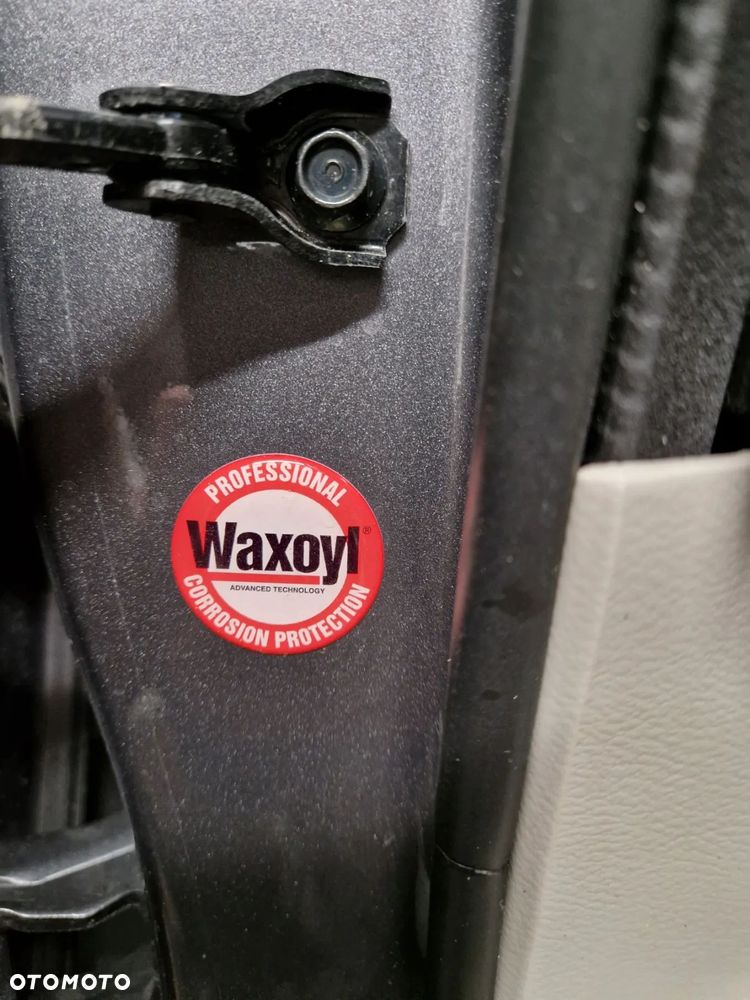 PROFESSIONAL
Waxoyl®
ADVANCED TECHNOLOGY
CORROSION PROTECTION
OTOMOTO